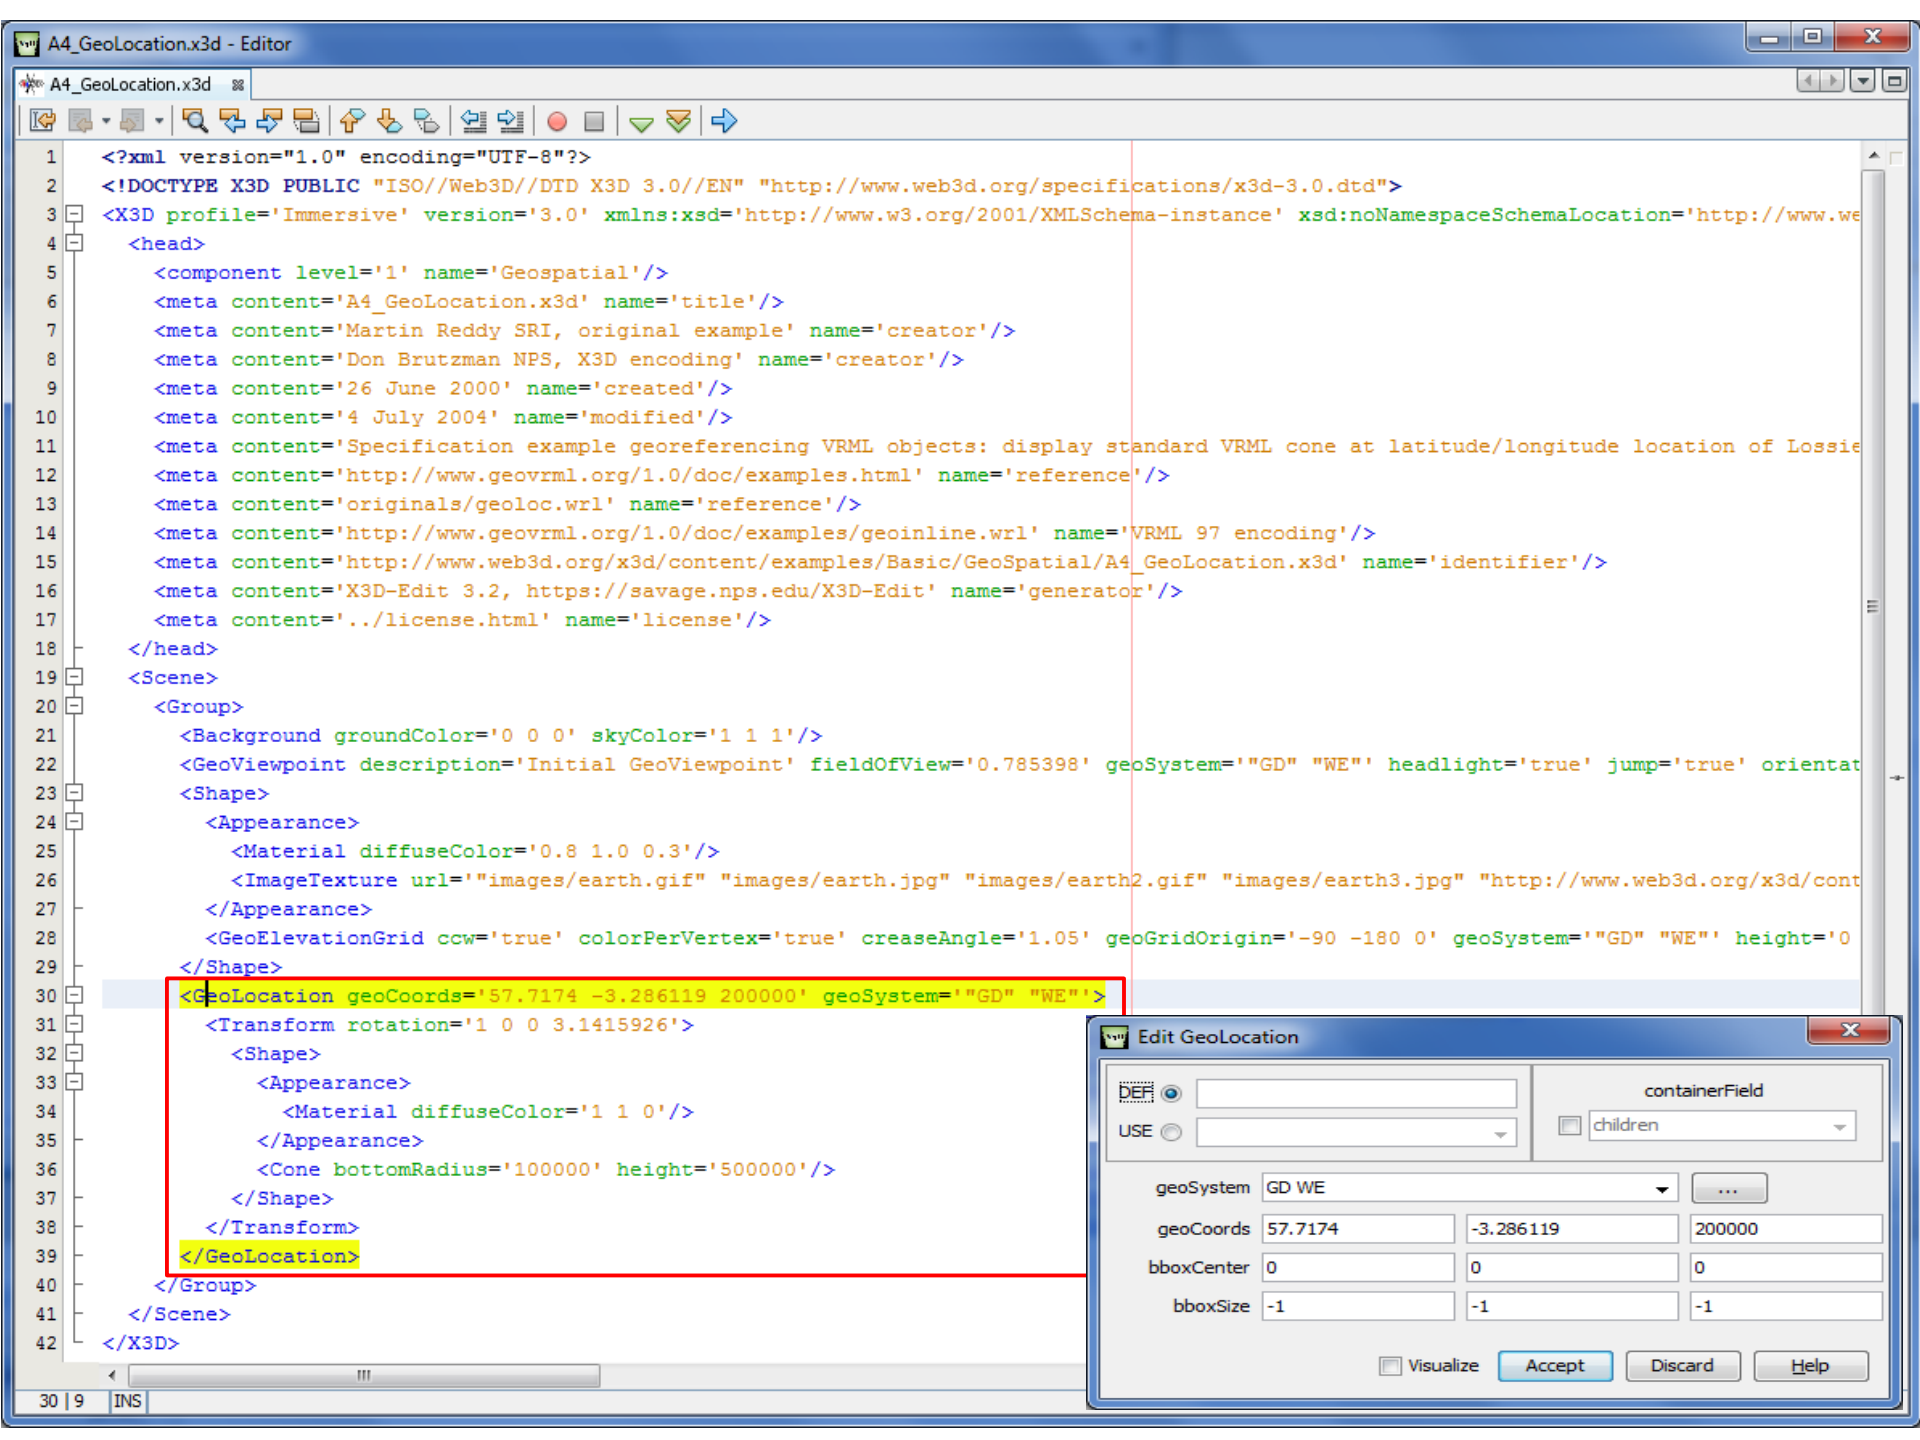 A4_GeoLocation.x3d - Editor
A4_GeoLocation.x3d
1 <?xml version="1.0" encoding="UTF-8"?>
2 <!DOCTYPE X3D PUBLIC "ISO//Web3D//DTD X3D 3.0//EN" "http://www.web3d.org/specifications/x3d-3.0.dtd">
3 <X3D profile='Immersive' version='3.0' xmlns:xsd='http://www.w3.org/2001/XMLSchema-instance' xsd:noNamespaceSchemaLocation='http://www.we
4 <head>
5 <component level='1' name='Geospatial'/>
6 <meta content='A4_GeoLocation.x3d' name='title'/>
7 <meta content='Martin Reddy SRI, original example' name='creator'/>
8 <meta content='Don Brutzman NPS, X3D encoding' name='creator'/>
9 <meta content='26 June 2000' name='created'/>
10 <meta content='4 July 2004' name='modified'/>
11 <meta content='Specification example georeferencing VRML objects: display standard VRML cone at latitude/longitude location of Lossie
12 <meta content='http://www.geovrml.org/1.0/doc/examples.html' name='reference'/>
13 <meta content='originals/geoloc.wrl' name='reference'/>
14 <meta content='http://www.geovrml.org/1.0/doc/examples/geoinline.wrl' name='VRML 97 encoding'/>
15 <meta content='http://www.web3d.org/x3d/content/examples/Basic/GeoSpatial/A4_GeoLocation.x3d' name='identifier'/>
16 <meta content='X3D-Edit 3.2, https://savage.nps.edu/X3D-Edit' name='generator'/>
17 <meta content='../license.html' name='license'/>
18 </head>
19 <Scene>
20 <Group>
21 <Background groundColor='0 0 0' skyColor='1 1 1'/>
22 <GeoViewpoint description='Initial GeoViewpoint' fieldOfView='0.785398' geoSystem='"GD" "WE"' headlight='true' jump='true' orientat
23 <Shape>
24 <Appearance>
25 <Material diffuseColor='0.8 1.0 0.3'/>
26 <ImageTexture url='"images/earth.gif" "images/earth.jpg" "images/earth2.gif" "images/earth3.jpg" "http://www.web3d.org/x3d/cont
27 </Appearance>
28 <GeoElevationGrid ccw='true' colorPerVertex='true' creaseAngle='1.05' geoGridOrigin='-90 -180 0' geoSystem='"GD" "WE"' height='0
29 </Shape>
30 <GeoLocation geoCoords='57.7174 -3.286119 200000' geoSystem='"GD" "WE"'>
31 <Transform rotation='1 0 0 3.1415926'>
32 <Shape>
33 <Appearance>
34 <Material diffuseColor='1 1 0'/>
35 </Appearance>
36 <Cone bottomRadius='100000' height='500000'/>
37 </Shape>
38 </Transform>
39 </GeoLocation>
40 </Group>
41 </Scene>
42 </X3D>
30 | 9 INS
Edit GeoLocation
DEF
containerField
USE
children
geoSystem GD WE ...
geoCoords 57.7174 -3.286119 200000
bboxCenter 0 0 0
bboxSize -1 -1 -1
Visualize Accept Discard Help